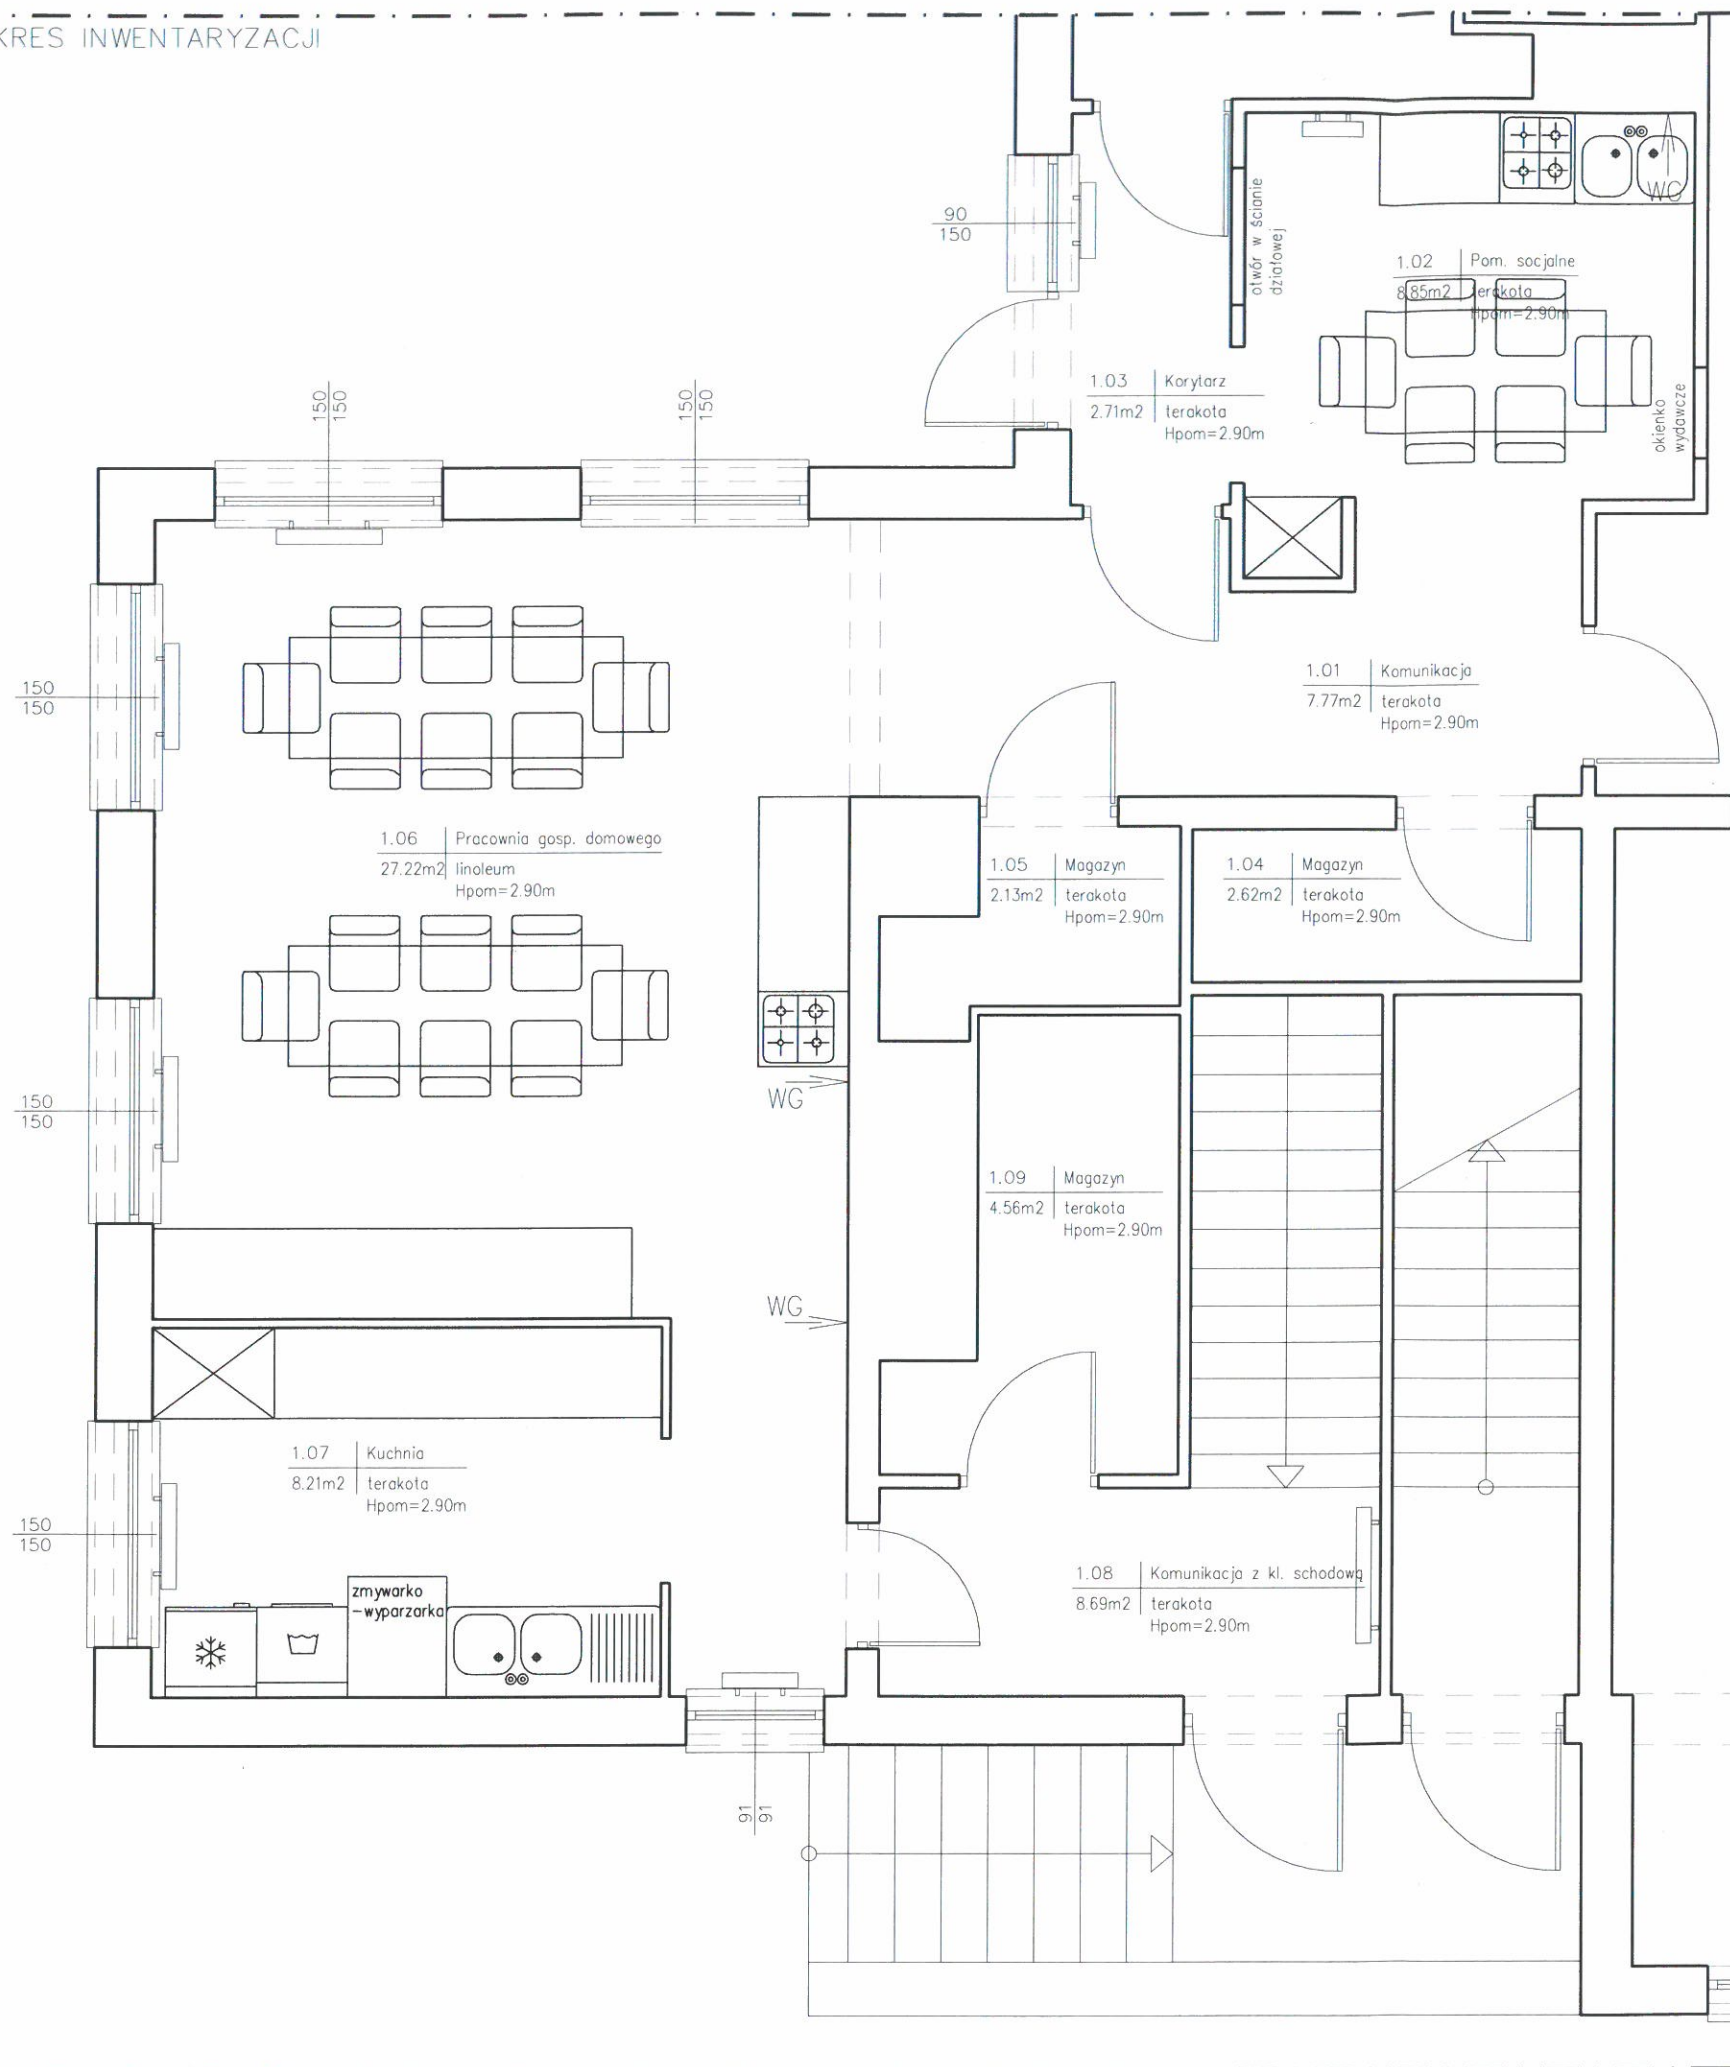 KRES INWENTARYZACJI
90
150
otwór w ścianie
działowej
WG
1.02 Pom. socjalne
8.85m2 terakota
Hpom=2.90m
okienko
wydawcze
1.03 Korytarz
2.71m2 terakota
Hpom=2.90m
150
150
150
150
150
150
1.01 Komunikacja
7.77m2 terakota
Hpom=2.90m
1.06 Pracownia gosp. domowego
27.22m2 linoleum
Hpom=2.90m
1.05 Magazyn
2.13m2 terakota
Hpom=2.90m
1.04 Magazyn
2.62m2 terakota
Hpom=2.90m
WG
150
150
1.09 Magazyn
4.56m2 terakota
Hpom=2.90m
WG
1.07 Kuchnia
8.21m2 terakota
Hpom=2.90m
150
150
zmywarko
-wyparzarka
1.08 Komunikacja z kl. schodową
8.69m2 terakota
Hpom=2.90m
91
91